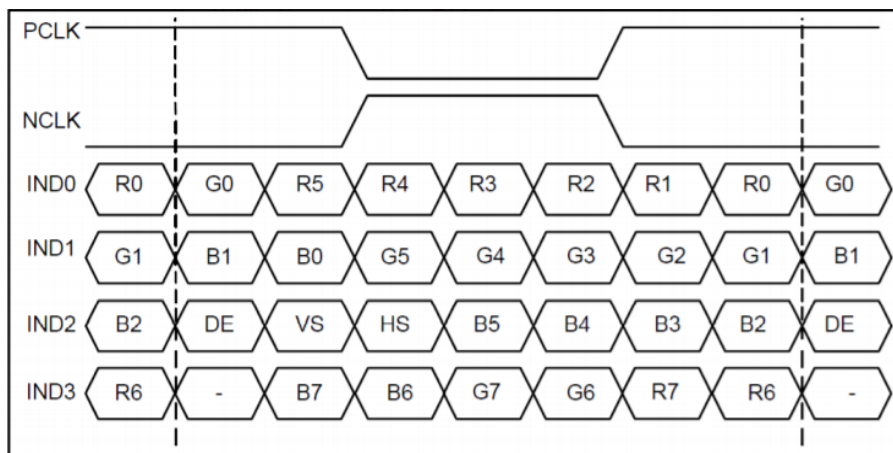 PCLK
NCLK
IND0 R0 G0 R5 R4 R3 R2 R1 R0 G0
IND1 G1 B1 B0 G5 G4 G3 G2 G1 B1
IND2 B2 DE VS HS B5 B4 B3 B2 DE
IND3 R6 - B7 B6 G7 G6 R7 R6 -